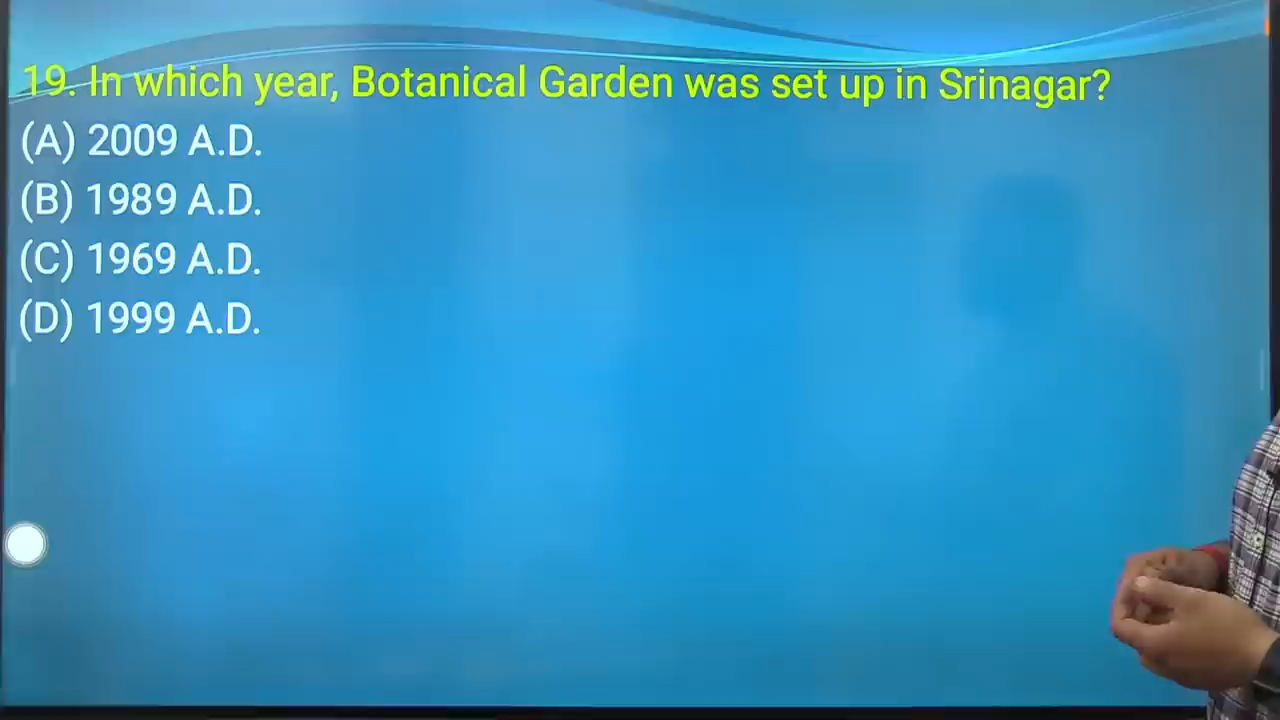 19. In which year, Botanical Garden was set up in Srinagar?
(A) 2009 A.D.
(B) 1989 A.D.
(C) 1969 A.D.
(D) 1999 A.D.